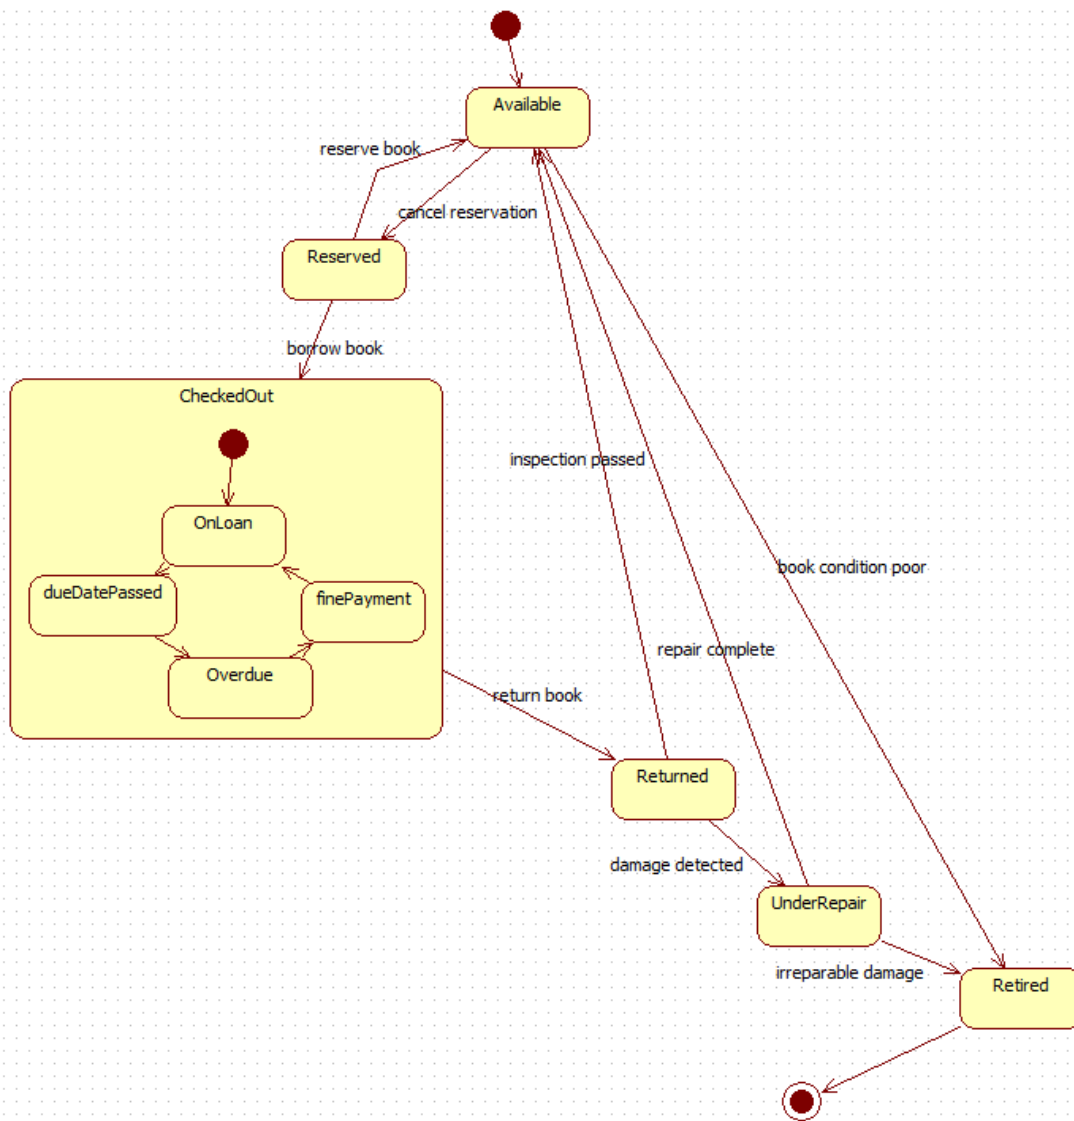 Available
reserve book
cancel reservation
Reserved
borrow book
CheckedOut
inspection passed
OnLoan
book condition poor
dueDatePassed
finePayment
repair complete
Overdue
return book
Returned
damage detected
UnderRepair
irreparable damage
Retired